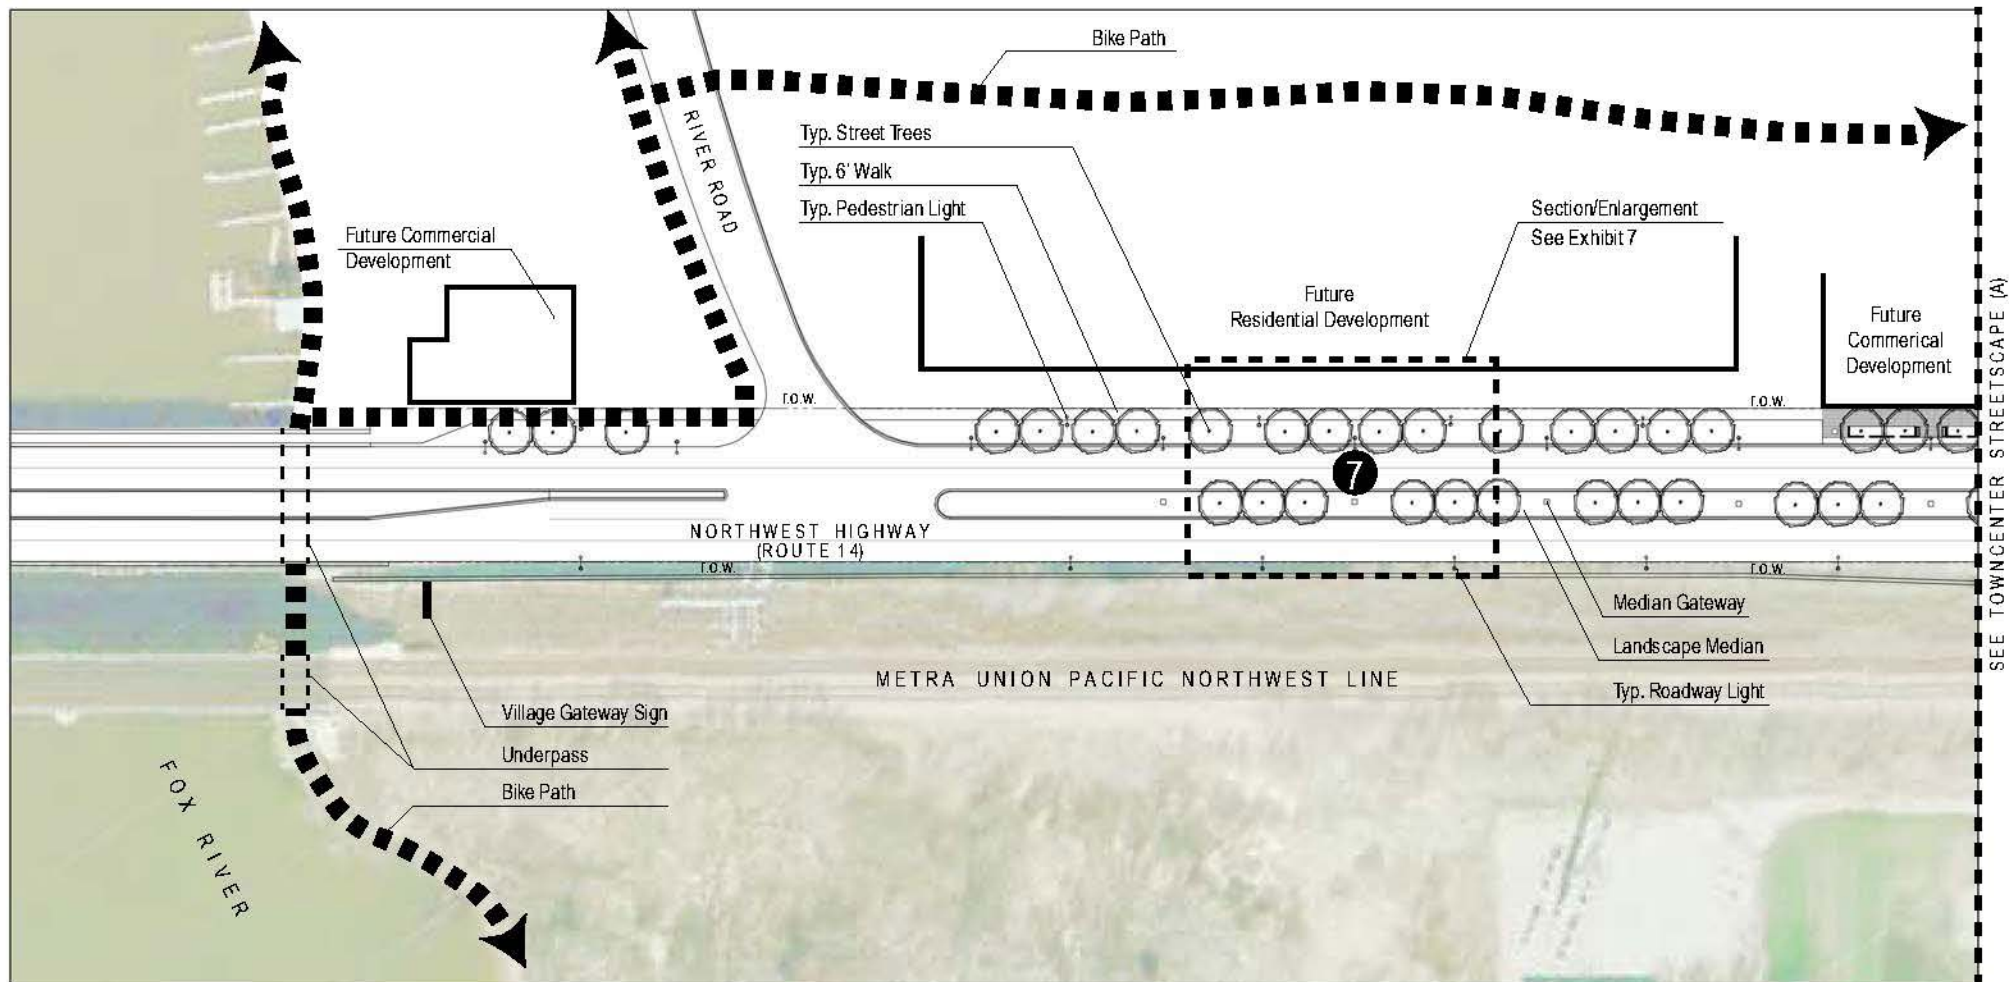 Bike Path
RIVER ROAD
Typ. Street Trees
Typ. 6' Walk
Typ. Pedestrian Light
Section/Enlargement
See Exhibit 7
Future Commercial
Development
Future
Residential Development
Future
Commerical
Development
SEE TOWNCENTER STREETSCAPE (A)
r.o.w.
r.o.w.
7
NORTHWEST HIGHWAY
(ROUTE 14)
r.o.w.
r.o.w.
Median Gateway
Landscape Median
Typ. Roadway Light
METRA UNION PACIFIC NORTHWEST LINE
Village Gateway Sign
Underpass
Bike Path
FOX RIVER